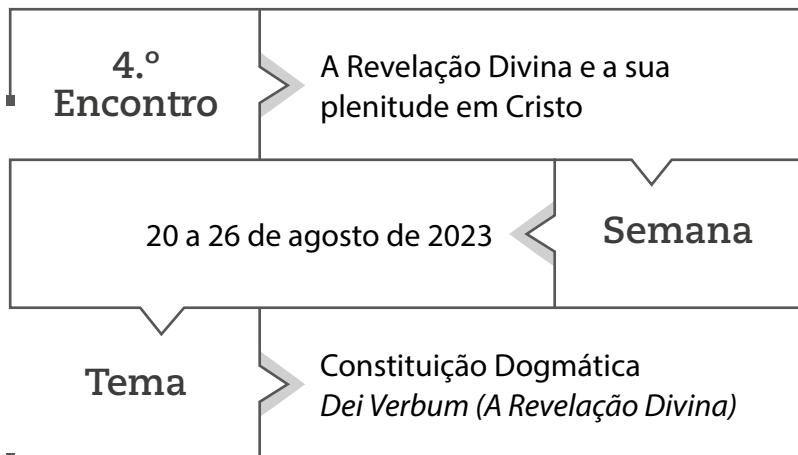 4.º
Encontro
A Revelação Divina e a sua
plenitude em Cristo
20 a 26 de agosto de 2023
Semana
Tema
Constituição Dogmática
Dei Verbum (A Revelação Divina)